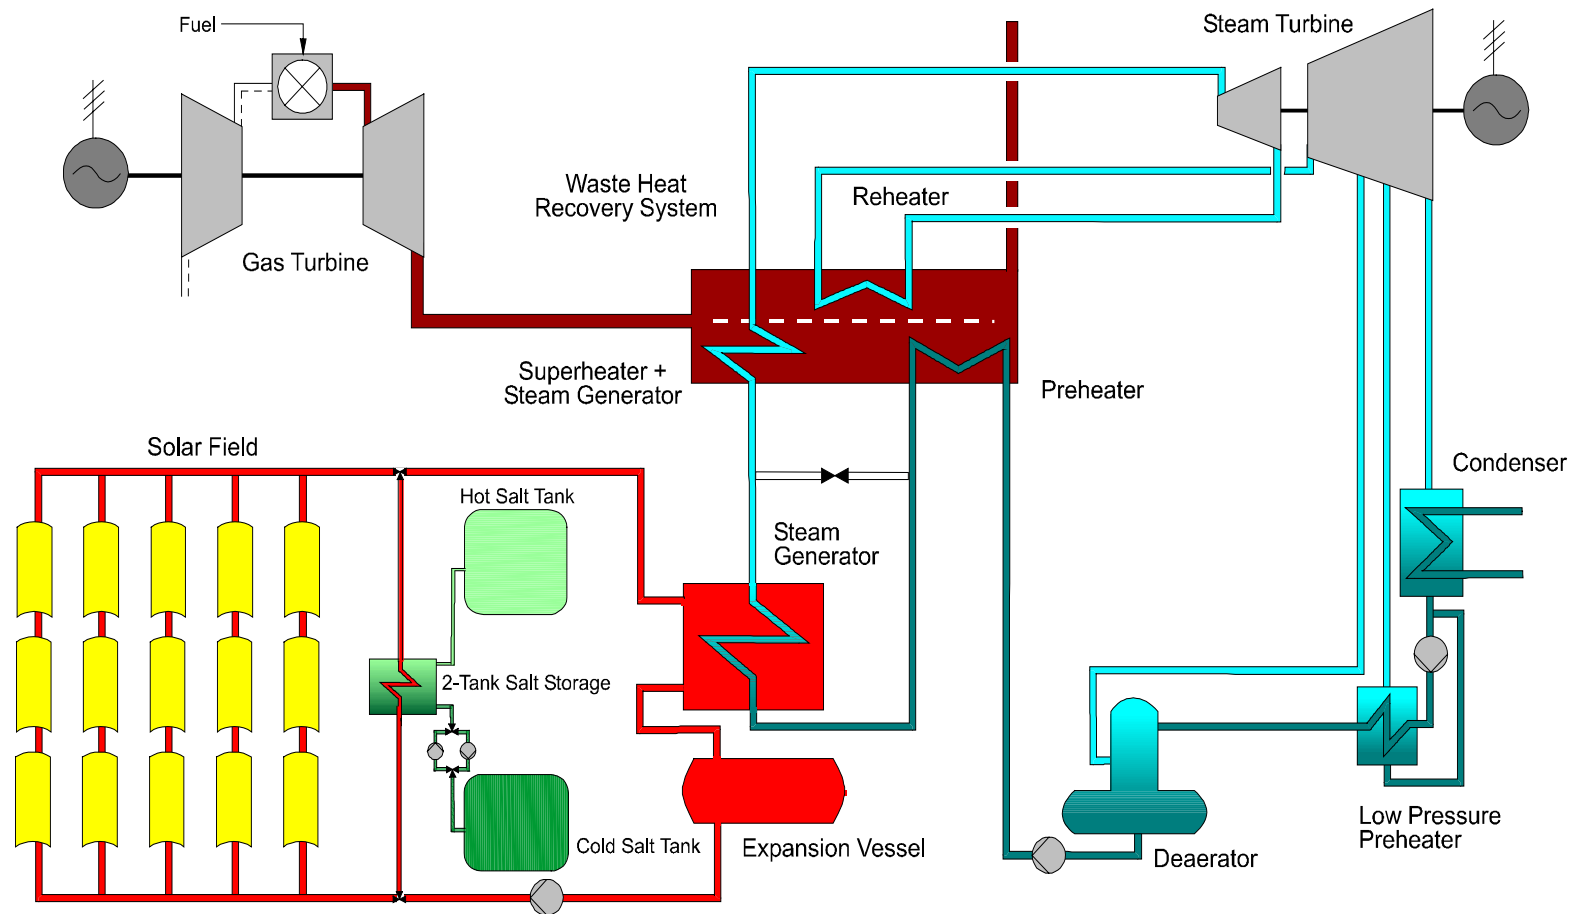 Fuel
Steam Turbine
Waste Heat
Recovery System
Reheater
Gas Turbine
Superheater +
Steam Generator
Preheater
Solar Field
Condenser
Hot Salt Tank
Steam
Generator
2-Tank Salt Storage
Low Pressure
Preheater
Cold Salt Tank
Expansion Vessel
Deaerator